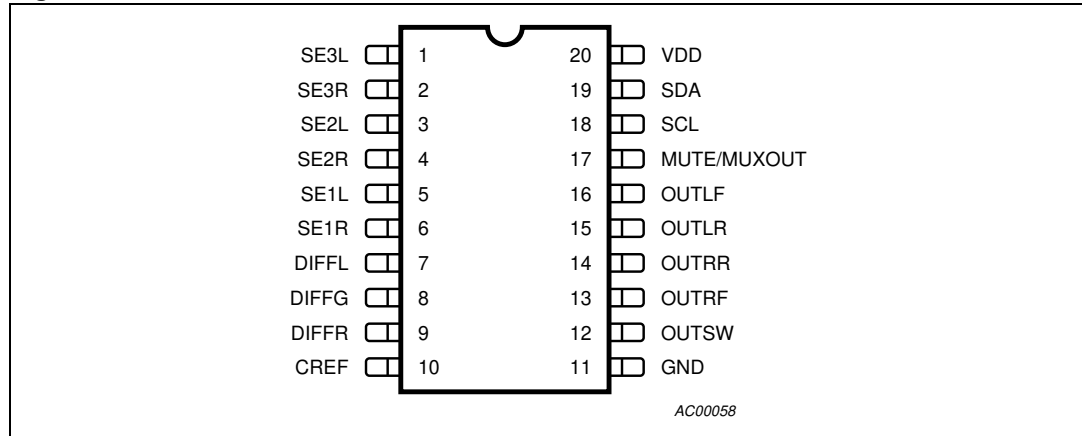 SE3L 1 20 VDD
SE3R 2 19 SDA
SE2L 3 18 SCL
SE2R 4 17 MUTE/MUXOUT
SE1L 5 16 OUTLF
SE1R 6 15 OUTLR
DIFFL 7 14 OUTRR
DIFFG 8 13 OUTRF
DIFFR 9 12 OUTSW
CREF 10 11 GND
AC00058